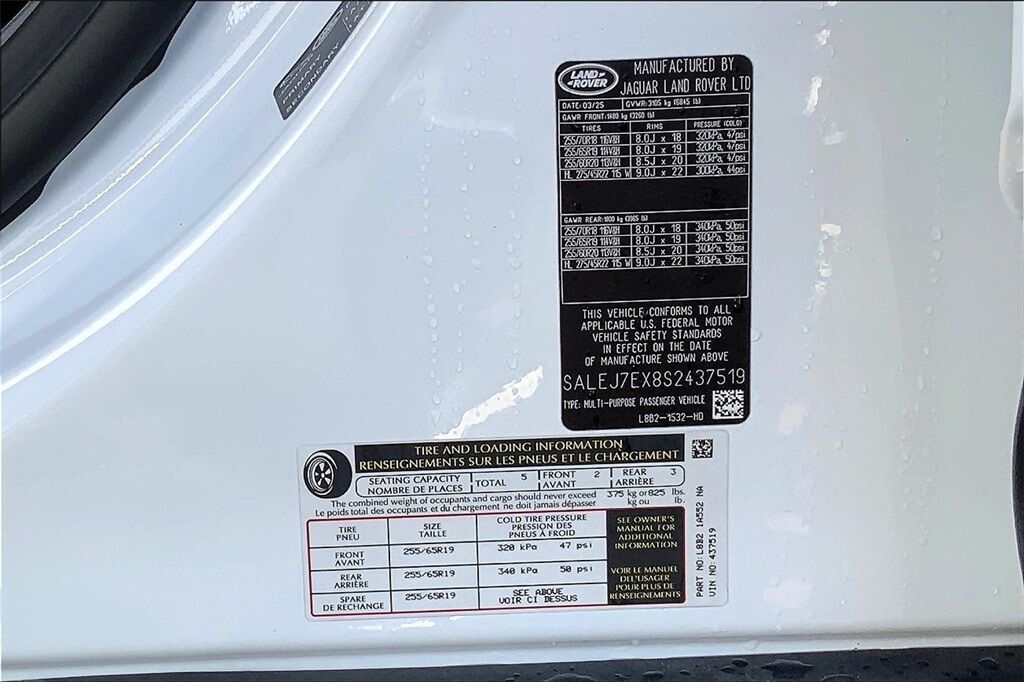 PRIMARY
SECONDARY
LAND ROVER
MANUFACTURED BY
JAGUAR LAND ROVER LTD
DATE: 03/25 GVWR: 3105 kg (6845 lb)
GAWR FRONT: 1480 kg (3260 lb)
TIRES RIMS PRESSURE (COLD)
255/70R18 116V&H 8.0J x 18 320kPa, 47psi
255/65R19 114V&H 8.0J x 19 320kPa, 47psi
255/60R20 113V&H 8.5J x 20 320kPa, 47psi
HL 275/45R22 115 W 9.0J x 22 300kPa, 44psi
GAWR REAR: 1800 kg (3965 lb)
255/70R18 116V&H 8.0J x 18 340kPa, 50psi
255/65R19 114V&H 8.0J x 19 340kPa, 50psi
255/60R20 113V&H 8.5J x 20 340kPa, 50psi
HL 275/45R22 115 W 9.0J x 22 340kPa, 50psi
THIS VEHICLE CONFORMS TO ALL
APPLICABLE U.S. FEDERAL MOTOR
VEHICLE SAFETY STANDARDS
IN EFFECT ON THE DATE
OF MANUFACTURE SHOWN ABOVE
SALEJ7EX8S2437519
TYPE: MULTI-PURPOSE PASSENGER VEHICLE
L8B2-1532-HD
TIRE AND LOADING INFORMATION
RENSEIGNEMENTS SUR LES PNEUS ET LE CHARGEMENT
SEATING CAPACITY
NOMBRE DE PLACES
TOTAL 5
FRONT 2
AVANT
REAR 3
ARRIÈRE
The combined weight of occupants and cargo should never exceed 375 kg or 825 lbs.
Le poids total des occupants et du chargement ne doit jamais dépasser kg ou lb.
TIRE
PNEU
SIZE
TAILLE
COLD TIRE PRESSURE
PRESSION DES
PNEUS À FROID
FRONT
AVANT
255/65R19
320 kPa 47 psi
REAR
ARRIÈRE
255/65R19
340 kPa 50 psi
SPARE
DE RECHANGE
255/65R19
SEE ABOVE
VOIR CI DESSUS
SEE OWNER'S
MANUAL FOR
ADDITIONAL
INFORMATION
VOIR LE MANUEL
DE L'USAGER
POUR PLUS DE
RENSEIGNEMENTS
PART NO: L8B2 1A552 NA
VIN NO: 437519